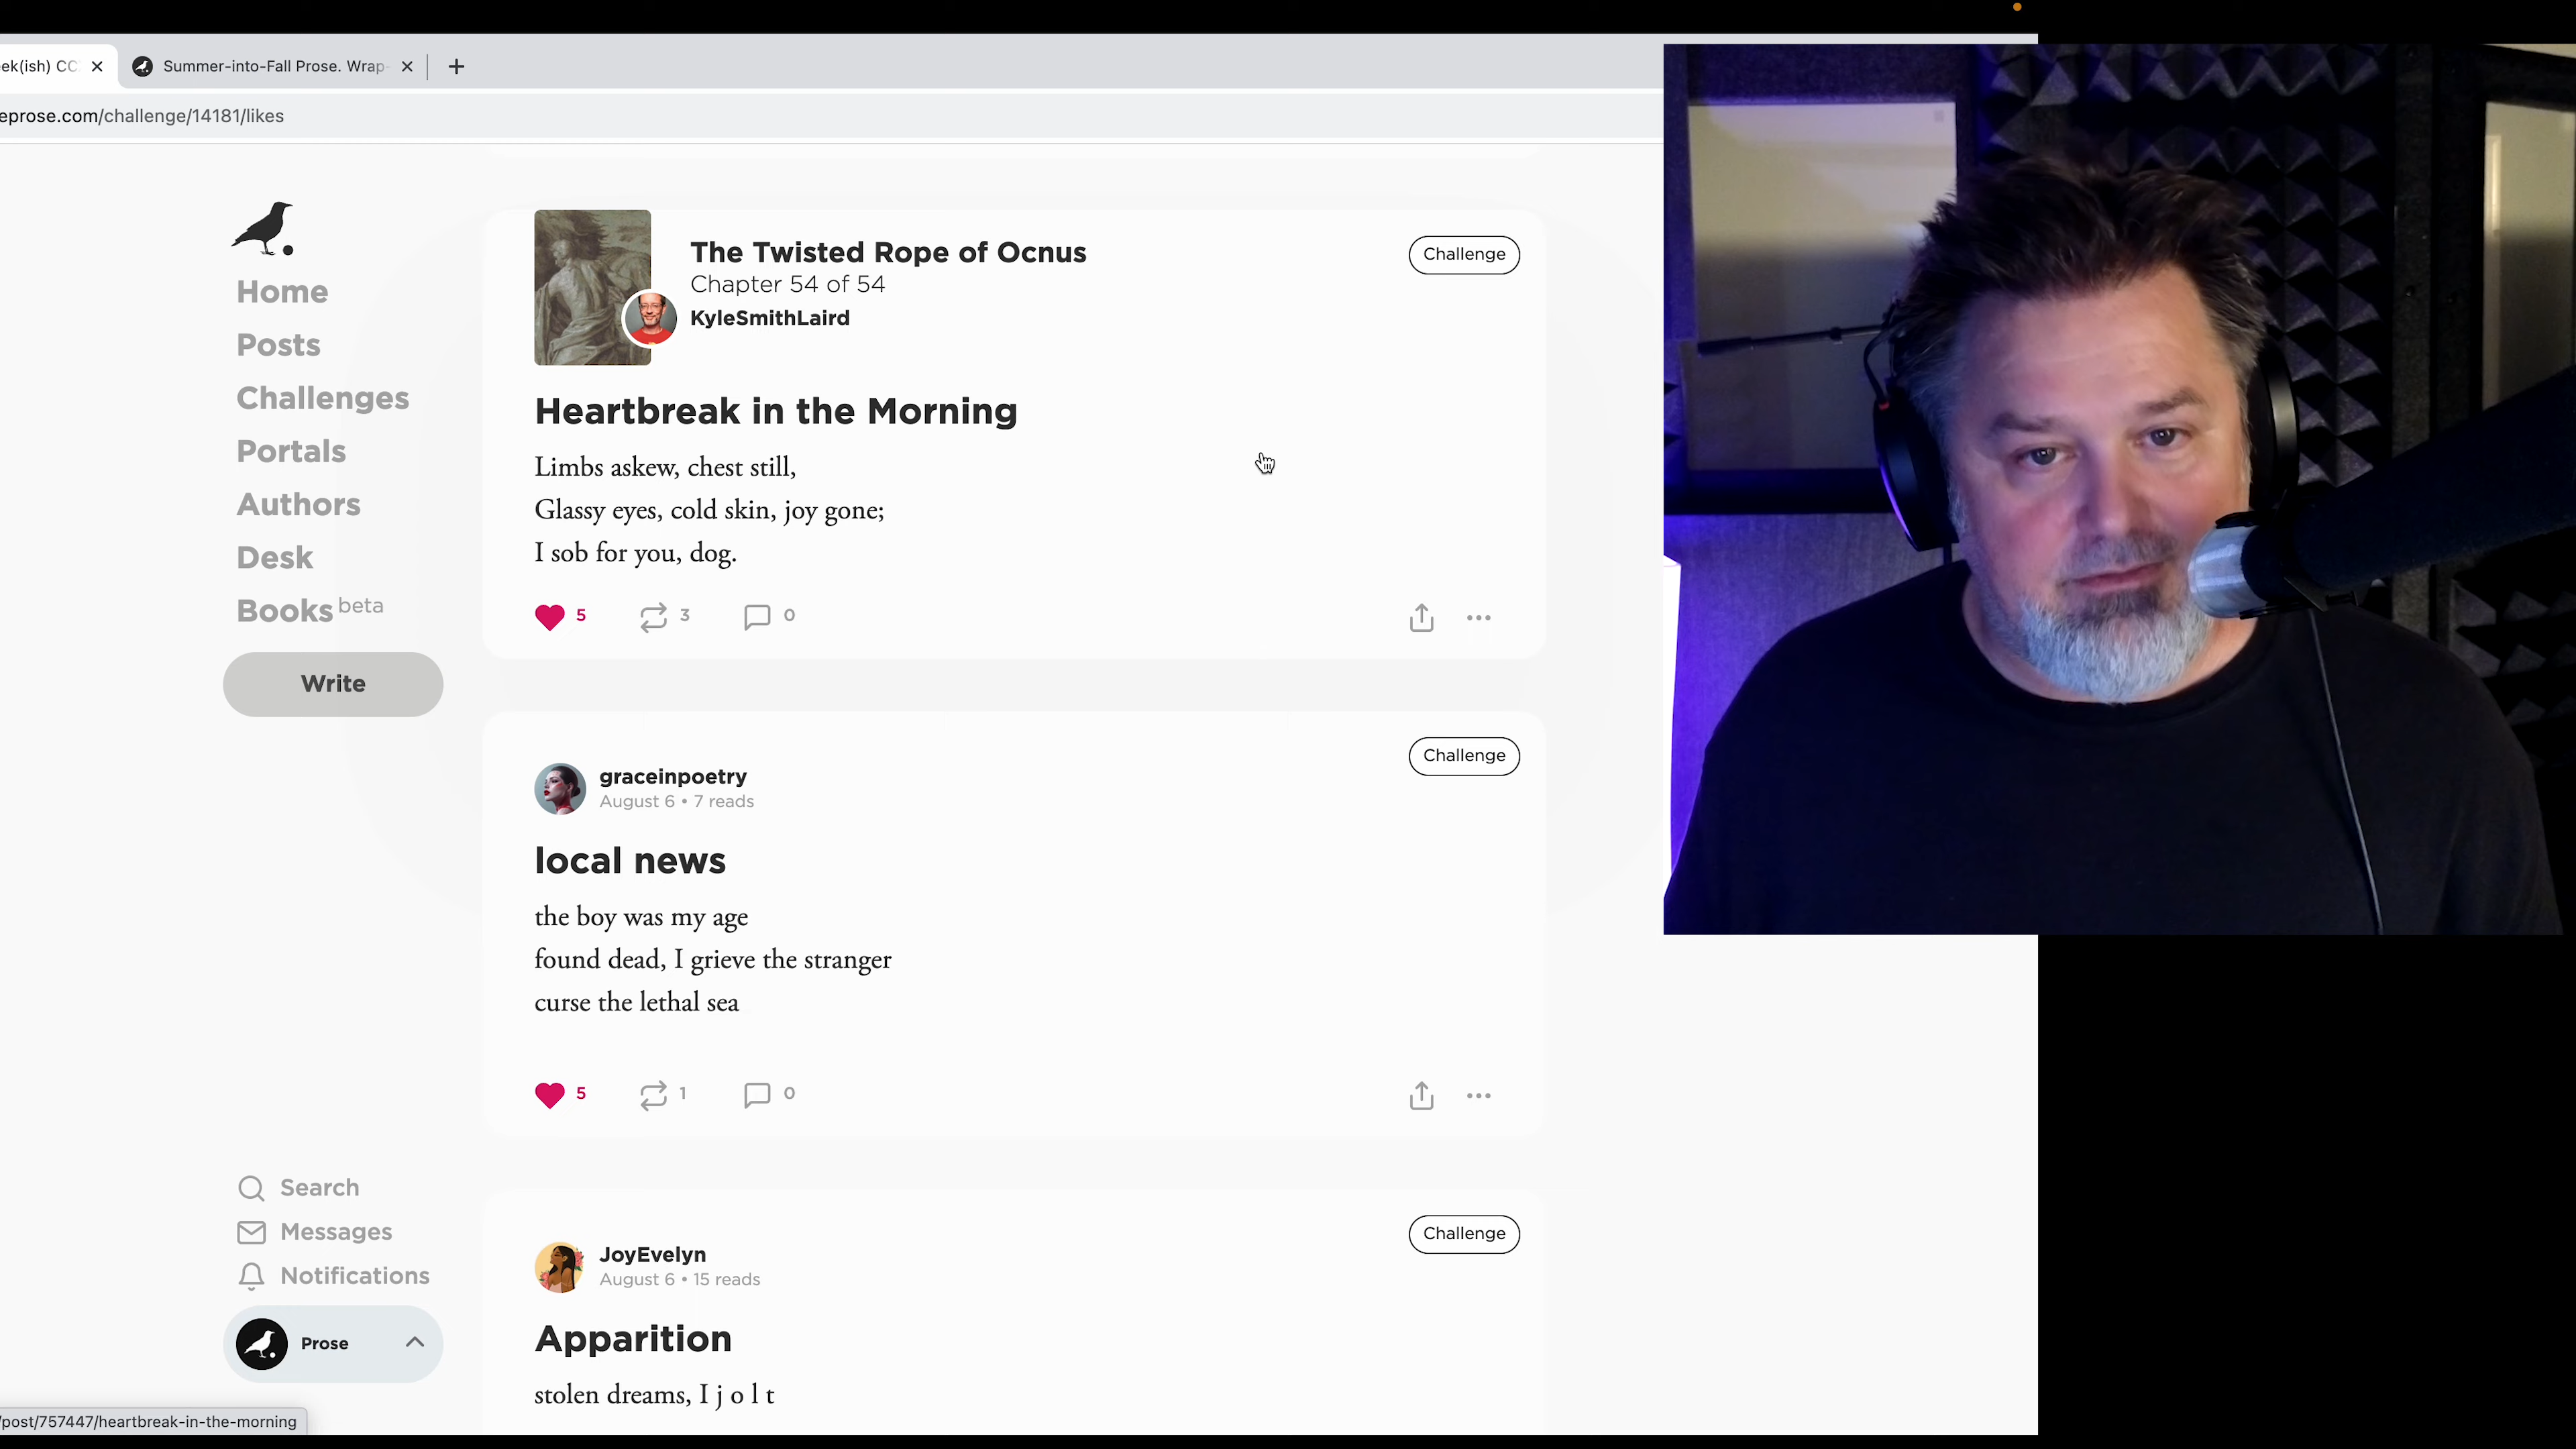 ek(ish) CC
Summer-into-Fall Prose. Wrap-
eprose.com/challenge/14181/likes
Home
Posts
Challenges
Portals
Authors
Desk
Books beta
Write
The Twisted Rope of Ocnus
Chapter 54 of 54
KyleSmithLaird
Challenge
Heartbreak in the Morning
Limbs askew, chest still,
Glassy eyes, cold skin, joy gone;
I sob for you, dog.
5 3 0
graceinpoetry
August 6 • 7 reads
Challenge
local news
the boy was my age
found dead, I grieve the stranger
curse the lethal sea
5 1 0
JoyEvelyn
August 6 • 15 reads
Challenge
Apparition
stolen dreams, I j o l t
Search
Messages
Notifications
Prose
/post/757447/heartbreak-in-the-morning